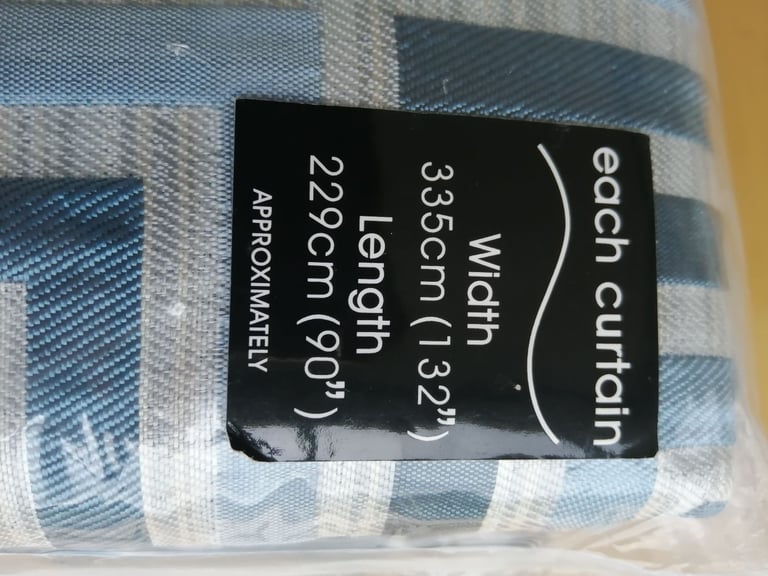 each curtain
Width
335cm (132")
Length
229cm (90")
APPROXIMATELY